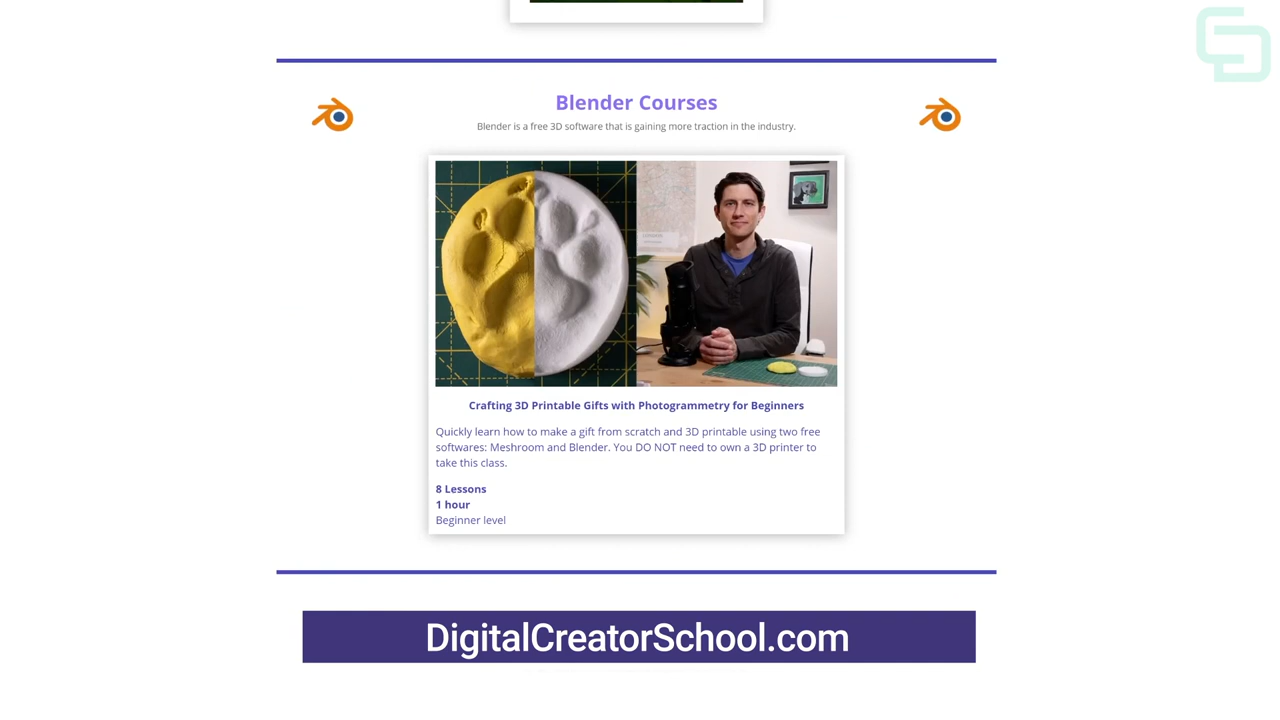 Blender Courses
Blender is a free 3D software that is gaining more traction in the industry.
Crafting 3D Printable Gifts with Photogrammetry for Beginners
Quickly learn how to make a gift from scratch and 3D printable using two free
softwares: Meshroom and Blender. You DO NOT need to own a 3D printer to
take this class.
8 Lessons
1 hour
Beginner level
DigitalCreatorSchool.com